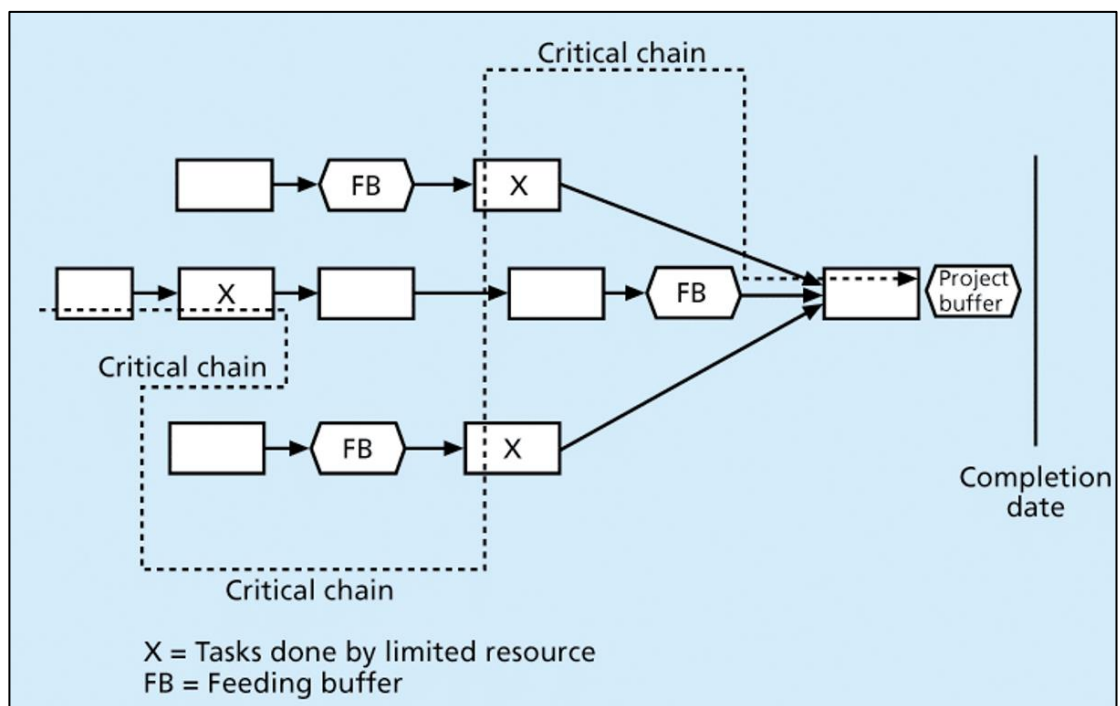 Critical chain
FB
X
X
FB
Project
buffer
Critical chain
FB
X
Completion
date
Critical chain
X = Tasks done by limited resource
FB = Feeding buffer